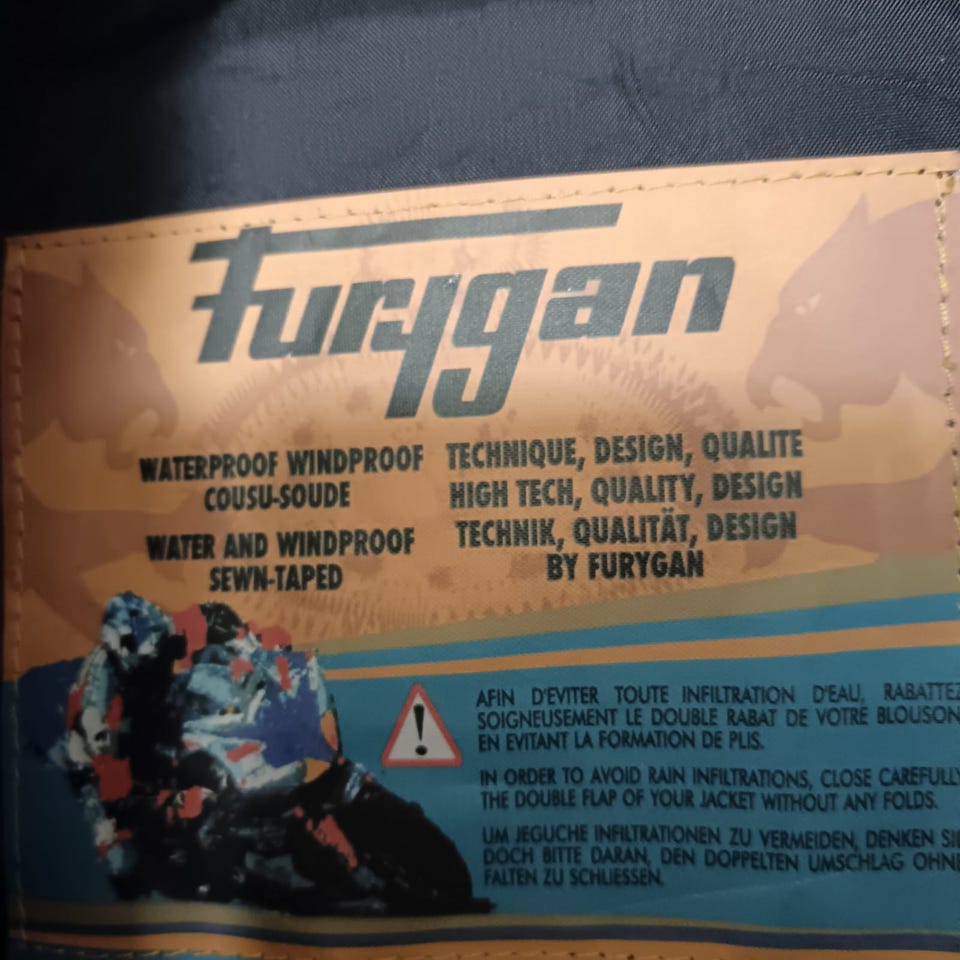 Furygan
WATERPROOF WINDPROOF
COUSU-SOUDE
WATER AND WINDPROOF
SEWN-TAPED
TECHNIQUE, DESIGN, QUALITE
HIGH TECH, QUALITY, DESIGN
TECHNIK, QUALITÄT, DESIGN
BY FURYGAN
AFIN D'EVITER TOUTE INFILTRATION D'EAU, RABATTEZ
SOIGNEUSEMENT LE DOUBLE RABAT DE VOTRE BLOUSON
EN EVITANT LA FORMATION DE PLIS.
IN ORDER TO AVOID RAIN INFILTRATIONS, CLOSE CAREFULLY
THE DOUBLE FLAP OF YOUR JACKET WITHOUT ANY FOLDS.
UM JEGUCHE INFILTRATIONEN ZU VERMEIDEN, DENKEN SIE
DOCH BITTE DARAN, DEN DOPPELTEN UMSCHLAG OHNE
FALTEN ZU SCHLIESSEN.